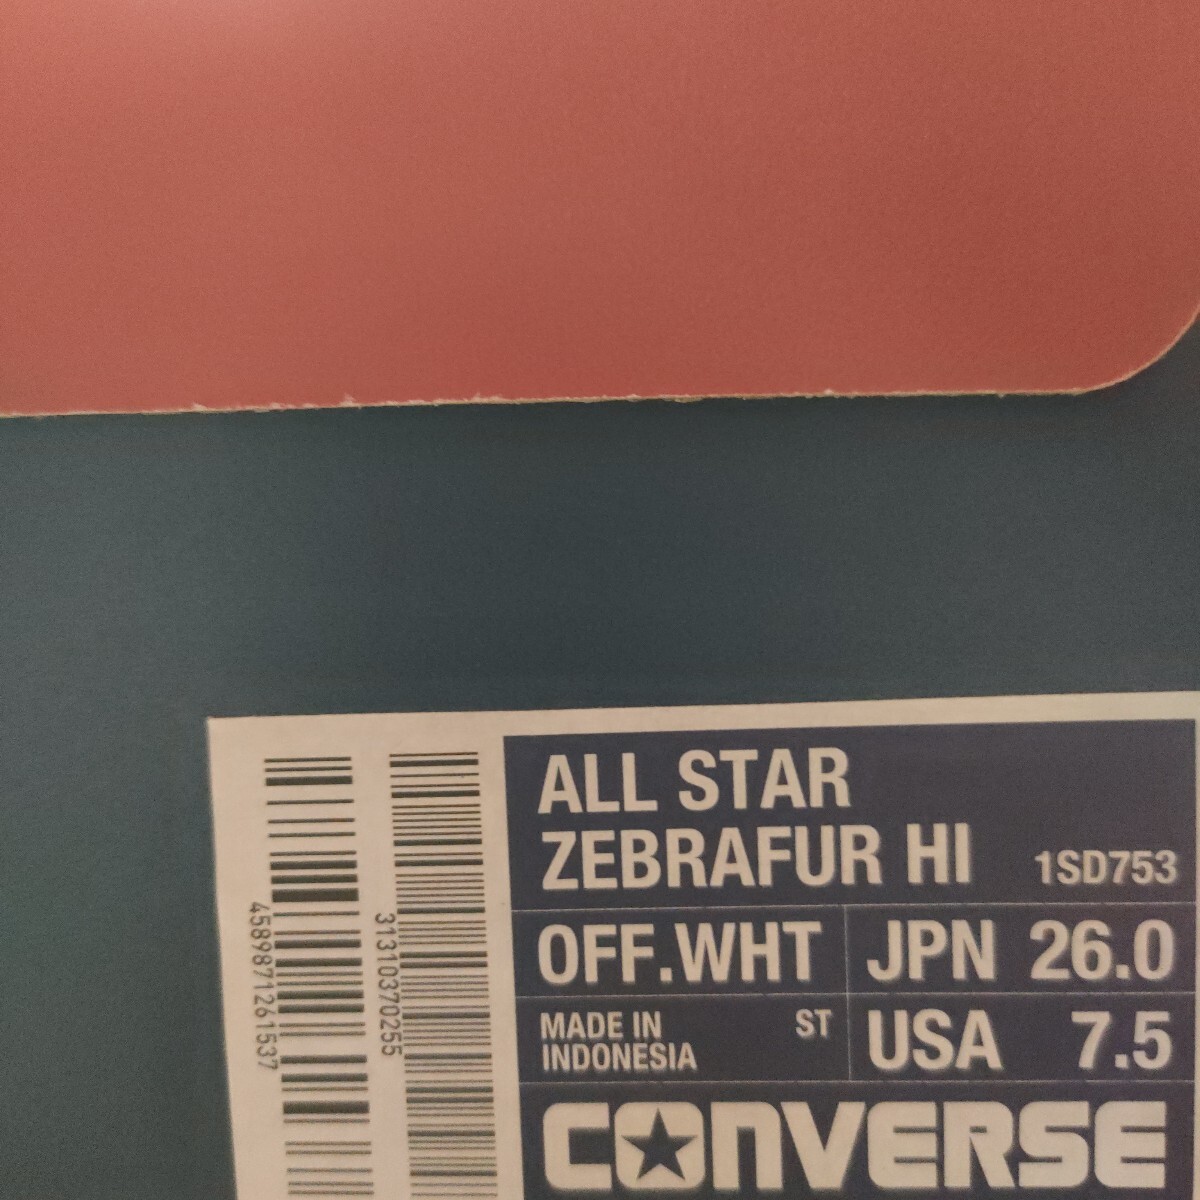 ALL STAR
ZEBRAFUR HI 1SD753
OFF.WHT JPN 26.0
MADE IN INDONESIA ST USA 7.5
CONVERSE
4589871261537
31310370255